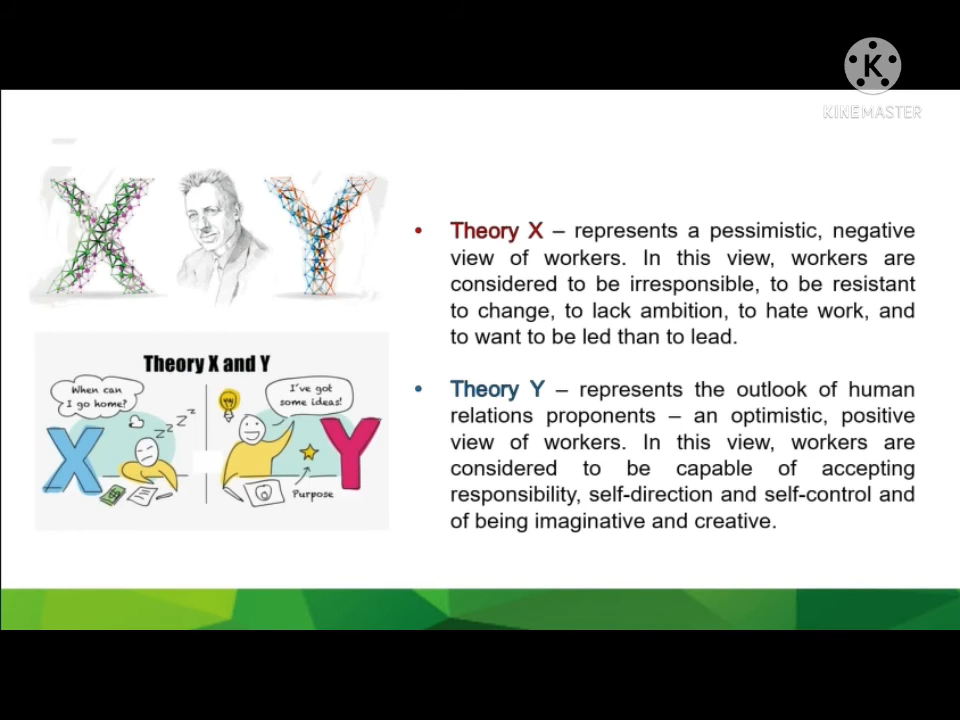 K
KINEMASTER
X
Y
• Theory X – represents a pessimistic, negative
view of workers. In this view, workers are
considered to be irresponsible, to be resistant
to change, to lack ambition, to hate work, and
to want to be led than to lead.
Theory X and Y
When can
I go home?
zzz
I've got
some ideas!
X
Y
Purpose
• Theory Y – represents the outlook of human
relations proponents – an optimistic, positive
view of workers. In this view, workers are
considered to be capable of accepting
responsibility, self-direction and self-control and
of being imaginative and creative.